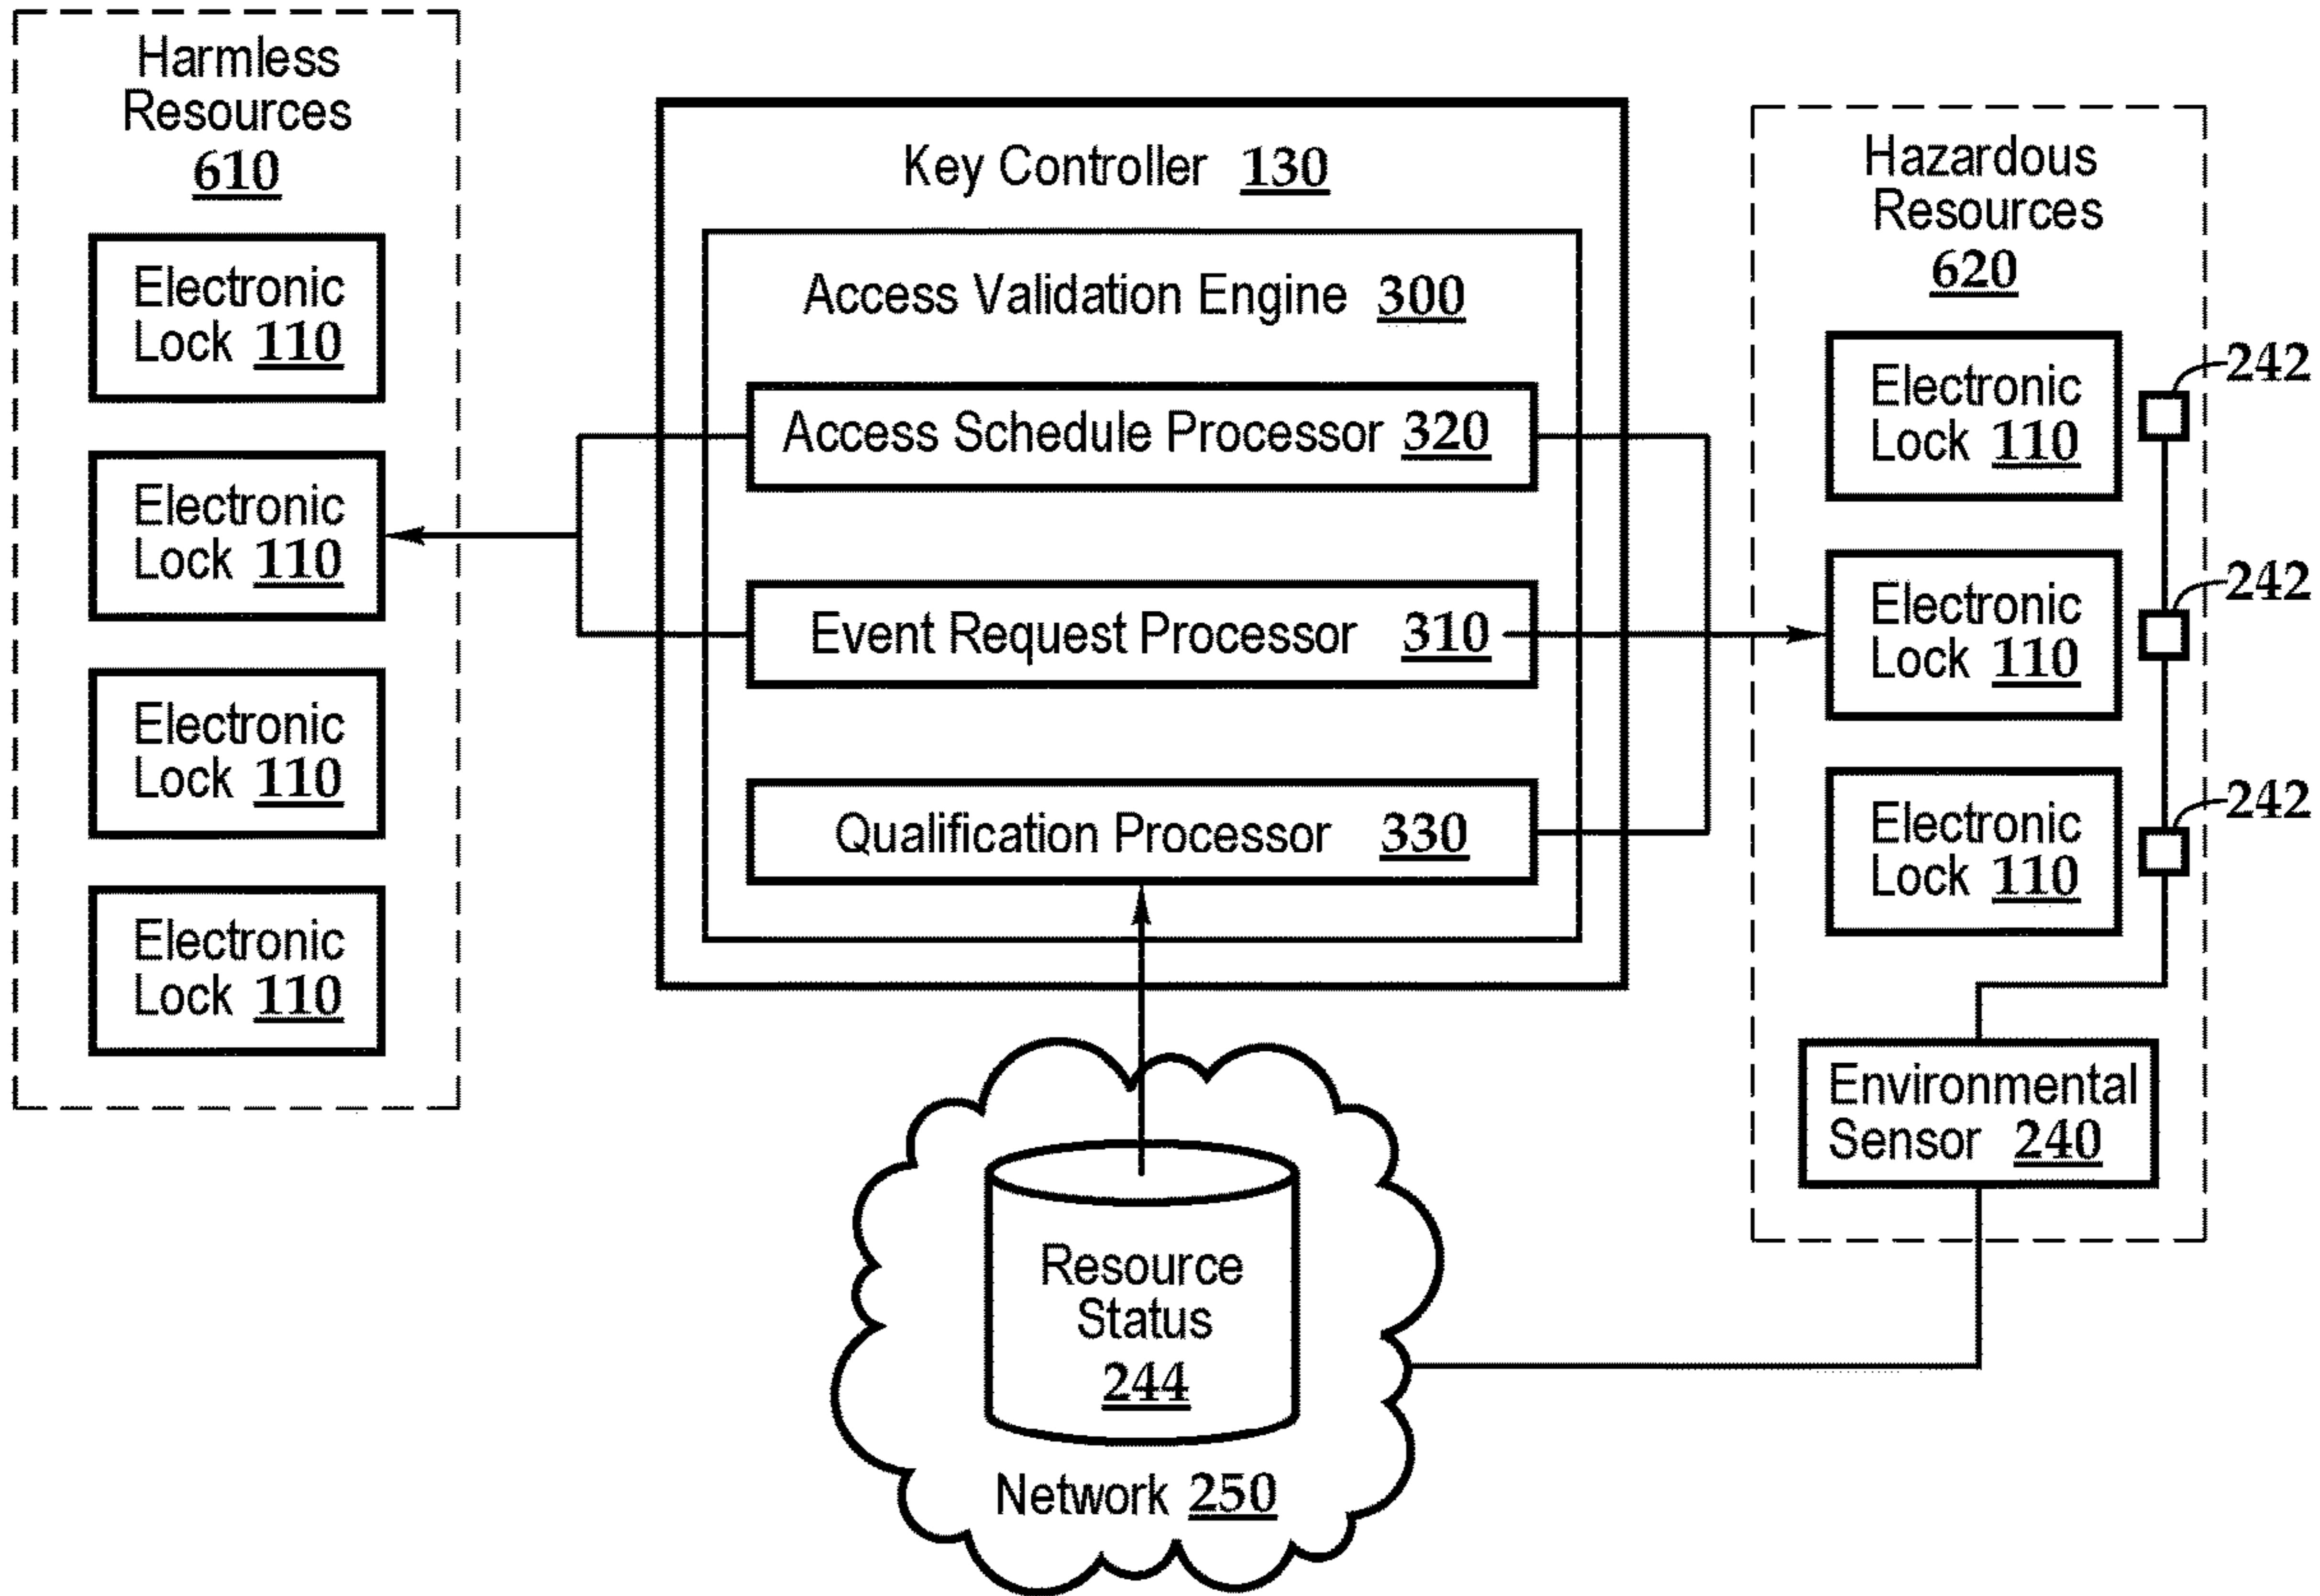 Harmless
Resources
610
Electronic
Lock 110
Electronic
Lock 110
Electronic
Lock 110
Electronic
Lock 110
Key Controller 130
Access Validation Engine 300
Access Schedule Processor 320
Event Request Processor 310
Qualification Processor 330
Resource
Status
244
Network 250
Hazardous
Resources
620
Electronic
Lock 110
242
Electronic
Lock 110
242
Electronic
Lock 110
242
Environmental
Sensor 240